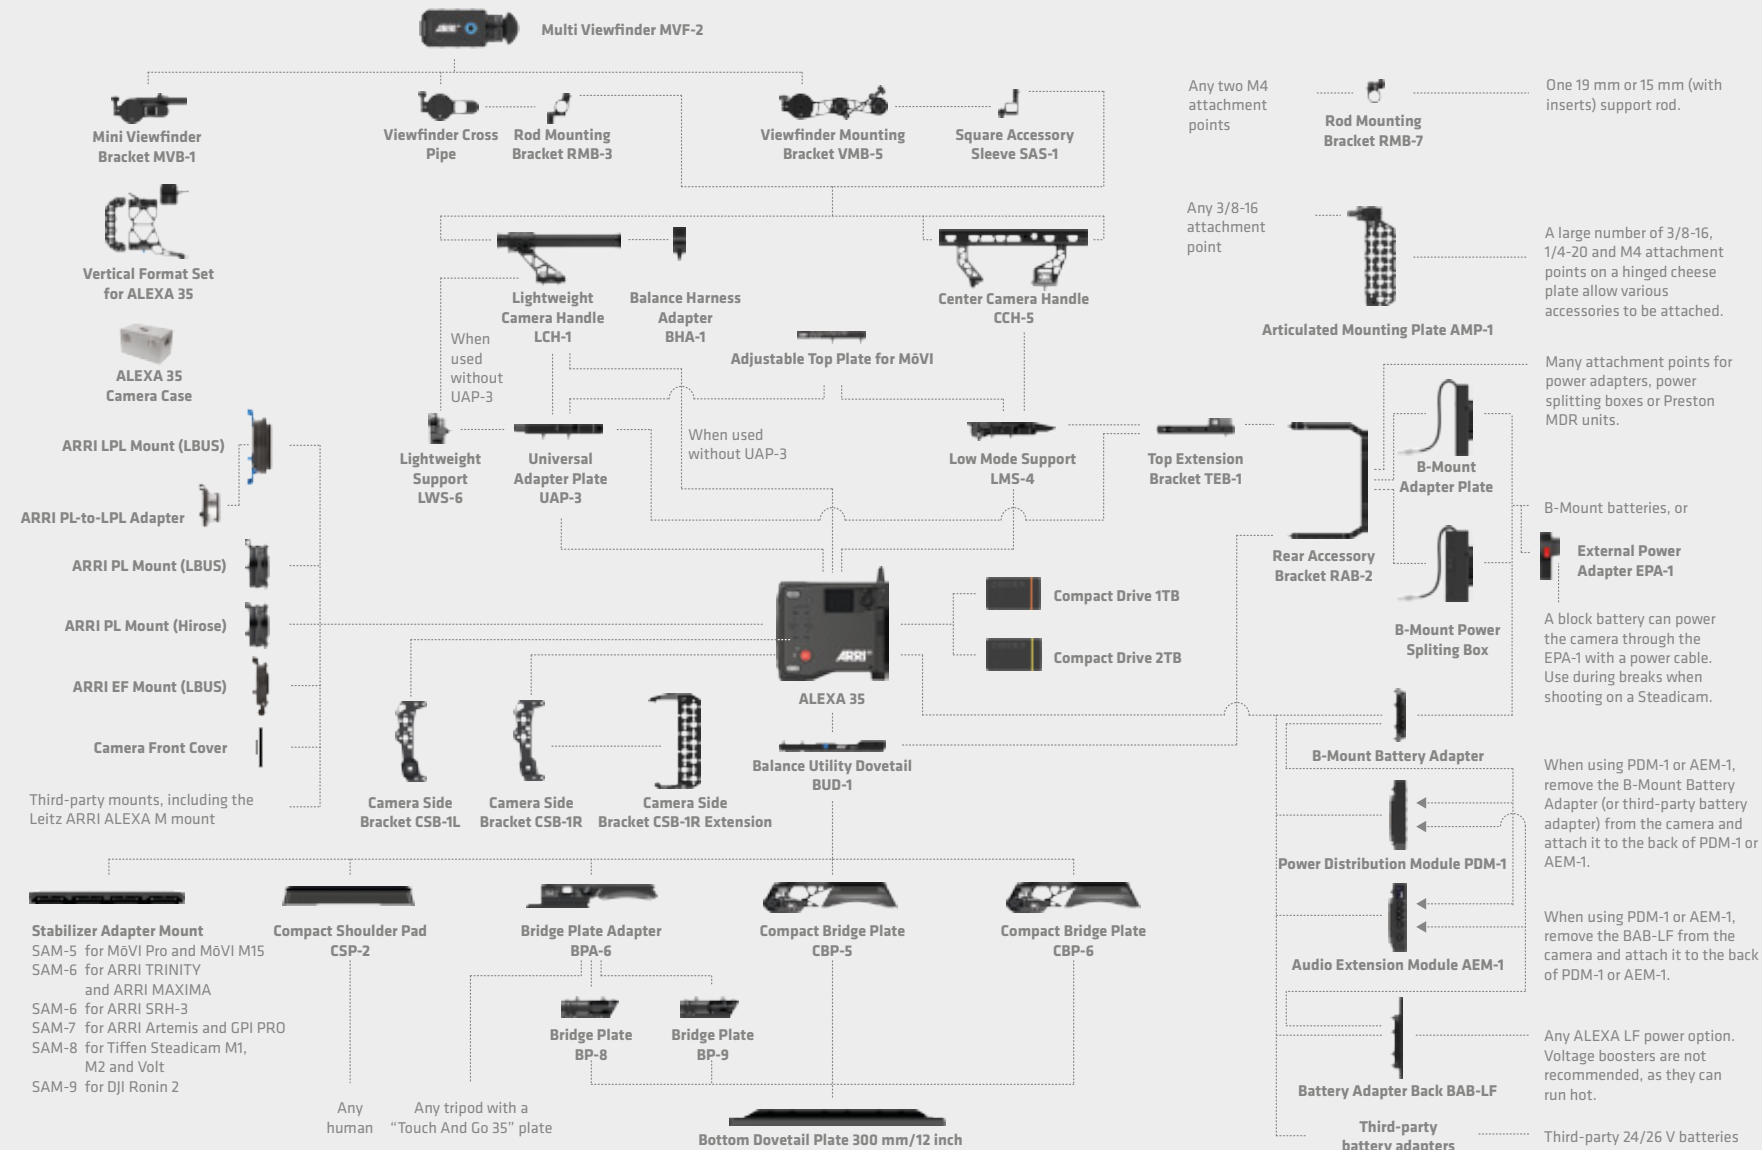 Multi Viewfinder MVF-2
Mini Viewfinder
Bracket MVB-1
Viewfinder Cross
Pipe
Rod Mounting
Bracket RMB-3
Viewfinder Mounting
Bracket VMB-5
Square Accessory
Sleeve SAS-1
Any two M4
attachment
points
Rod Mounting
Bracket RMB-7
One 19 mm or 15 mm (with
inserts) support rod.
Vertical Format Set
for ALEXA 35
ALEXA 35
Camera Case
Lightweight
Camera Handle
LCH-1
Balance Harness
Adapter
BHA-1
Center Camera Handle
CCH-5
Any 3/8-16
attachment
point
Articulated Mounting Plate AMP-1
A large number of 3/8-16,
1/4-20 and M4 attachment
points on a hinged cheese
plate allow various
accessories to be attached.
When
used
without
UAP-3
Adjustable Top Plate for MōVI
When used
without UAP-3
Lightweight
Support
LWS-6
Universal
Adapter Plate
UAP-3
Low Mode Support
LMS-4
Top Extension
Bracket TEB-1
Rear Accessory
Bracket RAB-2
Many attachment points for
power adapters, power
splitting boxes or Preston
MDR units.
B-Mount
Adapter Plate
B-Mount batteries, or
External Power
Adapter EPA-1
B-Mount Power
Spliting Box
A block battery can power
the camera through the
EPA-1 with a power cable.
Use during breaks when
shooting on a Steadicam.
ARRI LPL Mount (LBUS)
ARRI PL-to-LPL Adapter
ARRI PL Mount (LBUS)
ARRI PL Mount (Hirose)
ARRI EF Mount (LBUS)
Camera Front Cover
Third-party mounts, including the
Leitz ARRI ALEXA M mount
ARRI
ALEXA 35
Compact Drive 1TB
Compact Drive 2TB
Camera Side
Bracket CSB-1L
Camera Side
Bracket CSB-1R
Camera Side
Bracket CSB-1R Extension
Balance Utility Dovetail
BUD-1
B-Mount Battery Adapter
When using PDM-1 or AEM-1,
remove the B-Mount Battery
Adapter (or third-party battery
adapter) from the camera and
attach it to the back of PDM-1 or
AEM-1.
Power Distribution Module PDM-1
Audio Extension Module AEM-1
When using PDM-1 or AEM-1,
remove the BAB-LF from the
camera and attach it to the back
of PDM-1 or AEM-1.
Stabilizer Adapter Mount
SAM-5 for MōVI Pro and MōVI M15
SAM-6 for ARRI TRINITY
and ARRI MAXIMA
SAM-6 for ARRI SRH-3
SAM-7 for ARRI Artemis and GPI PRO
SAM-8 for Tiffen Steadicam M1,
M2 and Volt
SAM-9 for DJI Ronin 2
Compact Shoulder Pad
CSP-2
Bridge Plate Adapter
BPA-6
Compact Bridge Plate
CBP-5
Compact Bridge Plate
CBP-6
Bridge Plate
BP-8
Bridge Plate
BP-9
Any
human
Any tripod with a
“Touch And Go 35” plate
Bottom Dovetail Plate 300 mm/12 inch
Battery Adapter Back BAB-LF
Any ALEXA LF power option.
Voltage boosters are not
recommended, as they can
run hot.
Third-party
battery adapters
Third-party 24/26 V batteries